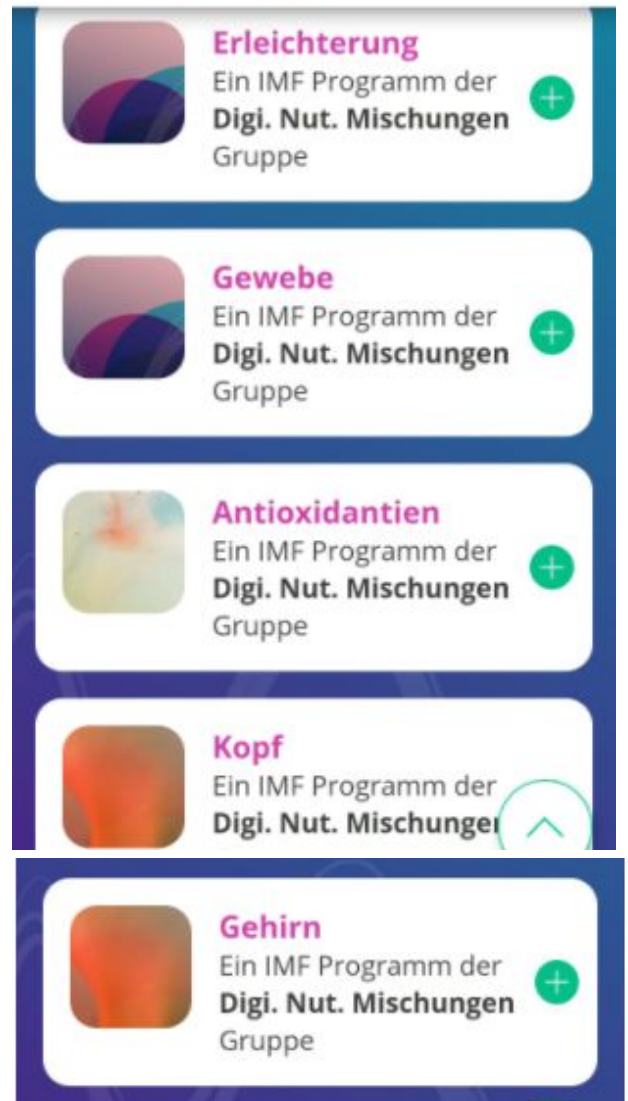 Erleichterung
Ein IMF Programm der
Digi. Nut. Mischungen
Gruppe
Gewebe
Ein IMF Programm der
Digi. Nut. Mischungen
Gruppe
Antioxidantien
Ein IMF Programm der
Digi. Nut. Mischungen
Gruppe
Kopf
Ein IMF Programm der
Digi. Nut.
Gehirn
Ein IMF Programm der
Digi. Nut. Mischungen
Gruppe